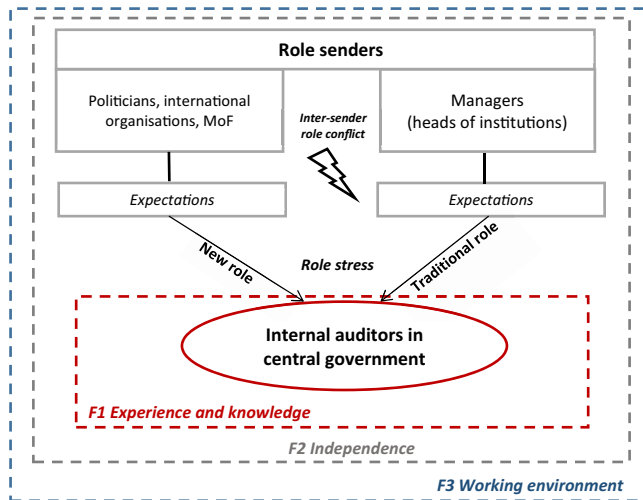 Role senders
Politicians, international
organisations, MoF
Inter-sender
role conflict
Managers
(heads of institutions)
Expectations
Expectations
New role
Role stress
Traditional role
Internal auditors in
central government
F1 Experience and knowledge
F2 Independence
F3 Working environment